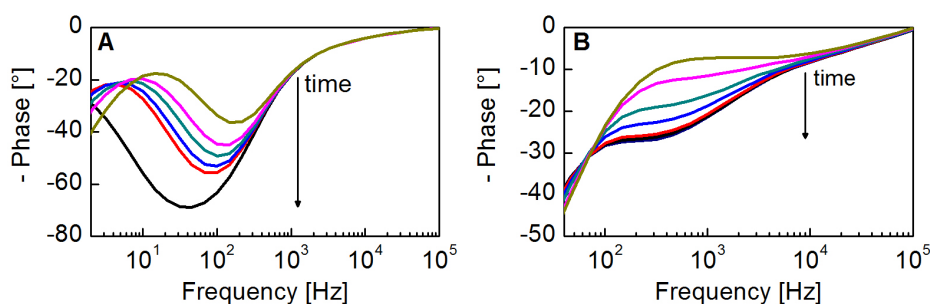 A
B
time
time
- Phase [°]
0
-20
-40
-60
-80
10¹
10²
10³
10⁴
10⁵
Frequency [Hz]
- Phase [°]
0
-10
-20
-30
-40
-50
10²
10³
10⁴
10⁵
Frequency [Hz]